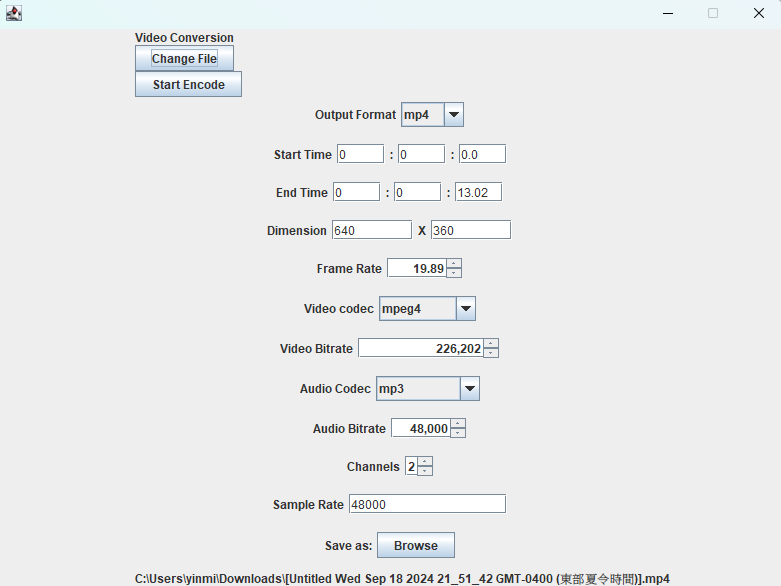 Video Conversion
Change File
Start Encode
Output Format mp4
Start Time 0 : 0 : 0.0
End Time 0 : 0 : 13.02
Dimension 640 X 360
Frame Rate 19.89
Video codec mpeg4
Video Bitrate 226,202
Audio Codec mp3
Audio Bitrate 48,000
Channels 2
Sample Rate 48000
Save as: Browse
C:\Users\yinmi\Downloads\[Untitled Wed Sep 18 2024 21_51_42 GMT-0400 (東部夏令時間)].mp4